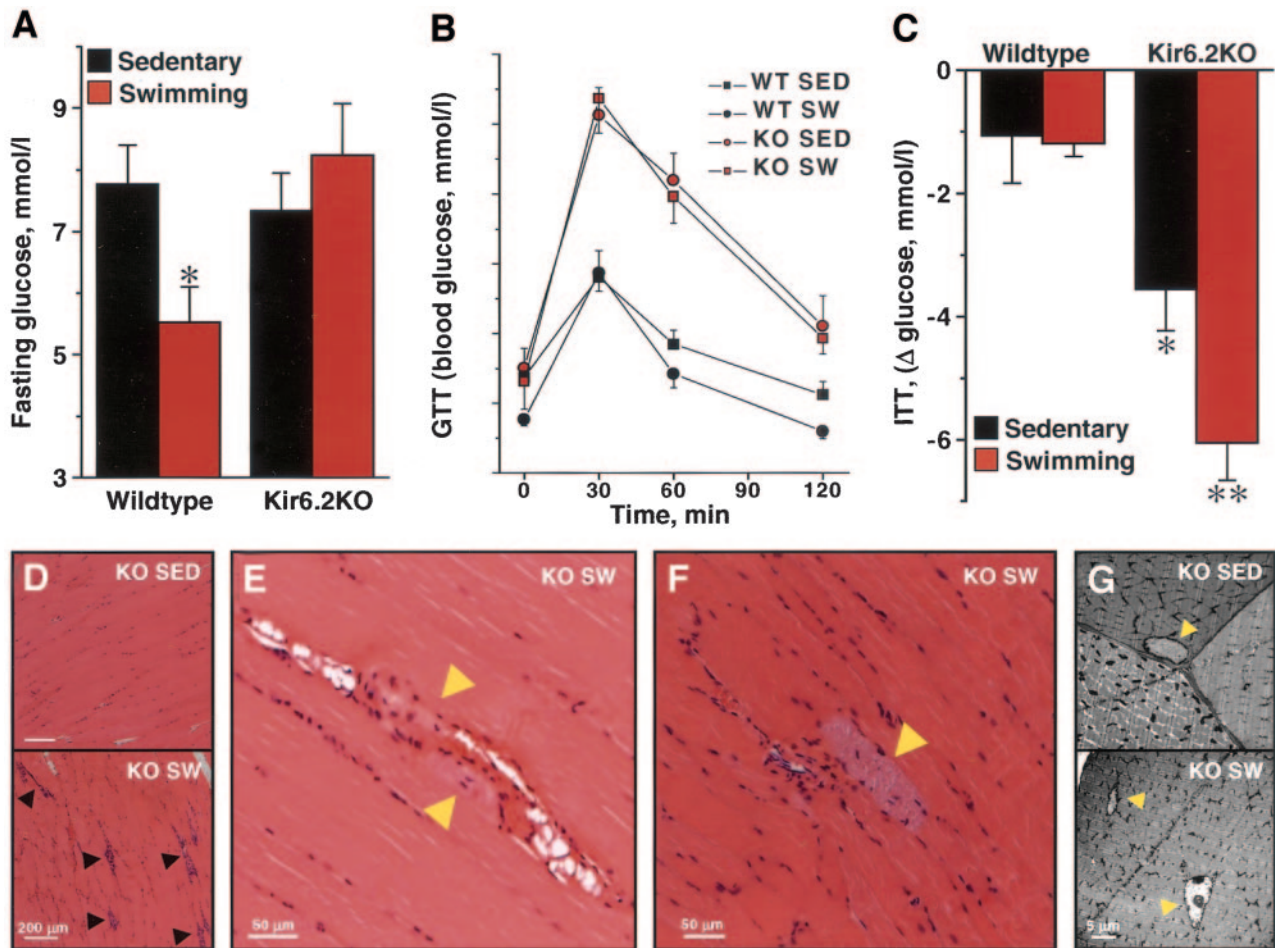 A
Sedentary
Swimming
9
7
5
3
Fasting glucose, mmol/l
Wildtype
Kir6.2KO
B
WT SED
WT SW
KO SED
KO SW
GTT (blood glucose, mmol/l)
0 30 60 90 120
Time, min
C
Wildtype Kir6.2KO
0
-2
-4
-6
ITT, (Δ glucose, mmol/l)
*
*
**
Sedentary
Swimming
D
KO SED
KO SW
200 μm
E
KO SW
50 μm
F
KO SW
50 μm
G
KO SED
KO SW
5 μm